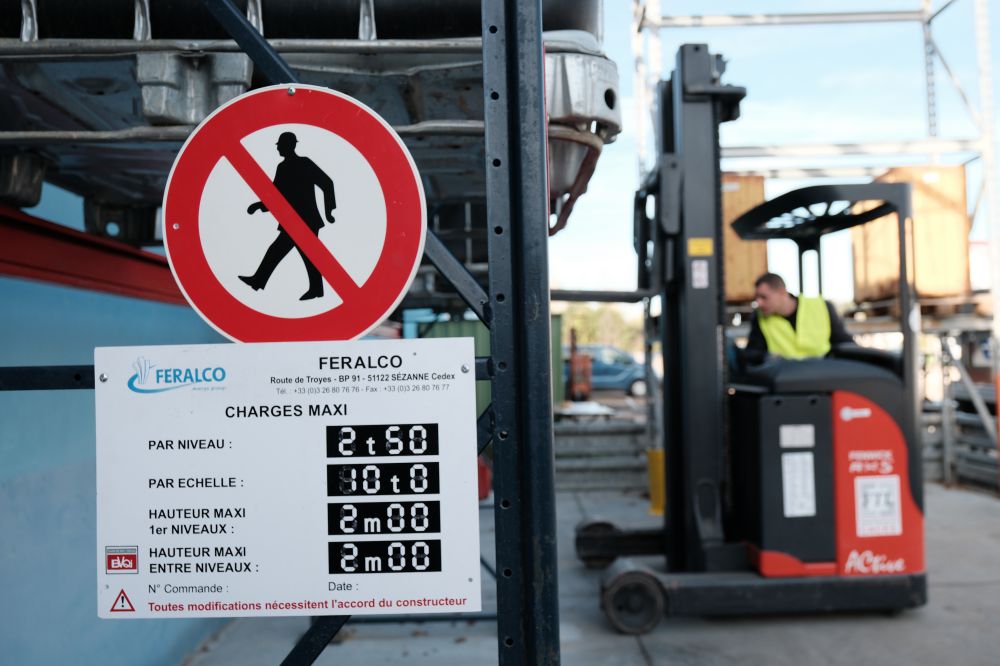 FERALCO
FERALCO
Route de Troyes - BP 91 - 51122 SÉZANNE Cedex
Tél. : +33 (0)3 26 80 76 76 - Fax : +33 (0)3 26 80 76 77
CHARGES MAXI
PAR NIVEAU : 2t50
PAR ECHELLE : 10t0
HAUTEUR MAXI
1er NIVEAUX : 2m00
HAUTEUR MAXI
ENTRE NIVEAUX : 2m00
N° Commande : Date :
Toutes modifications nécessitent l'accord du constructeur
FENWICK
ACtive